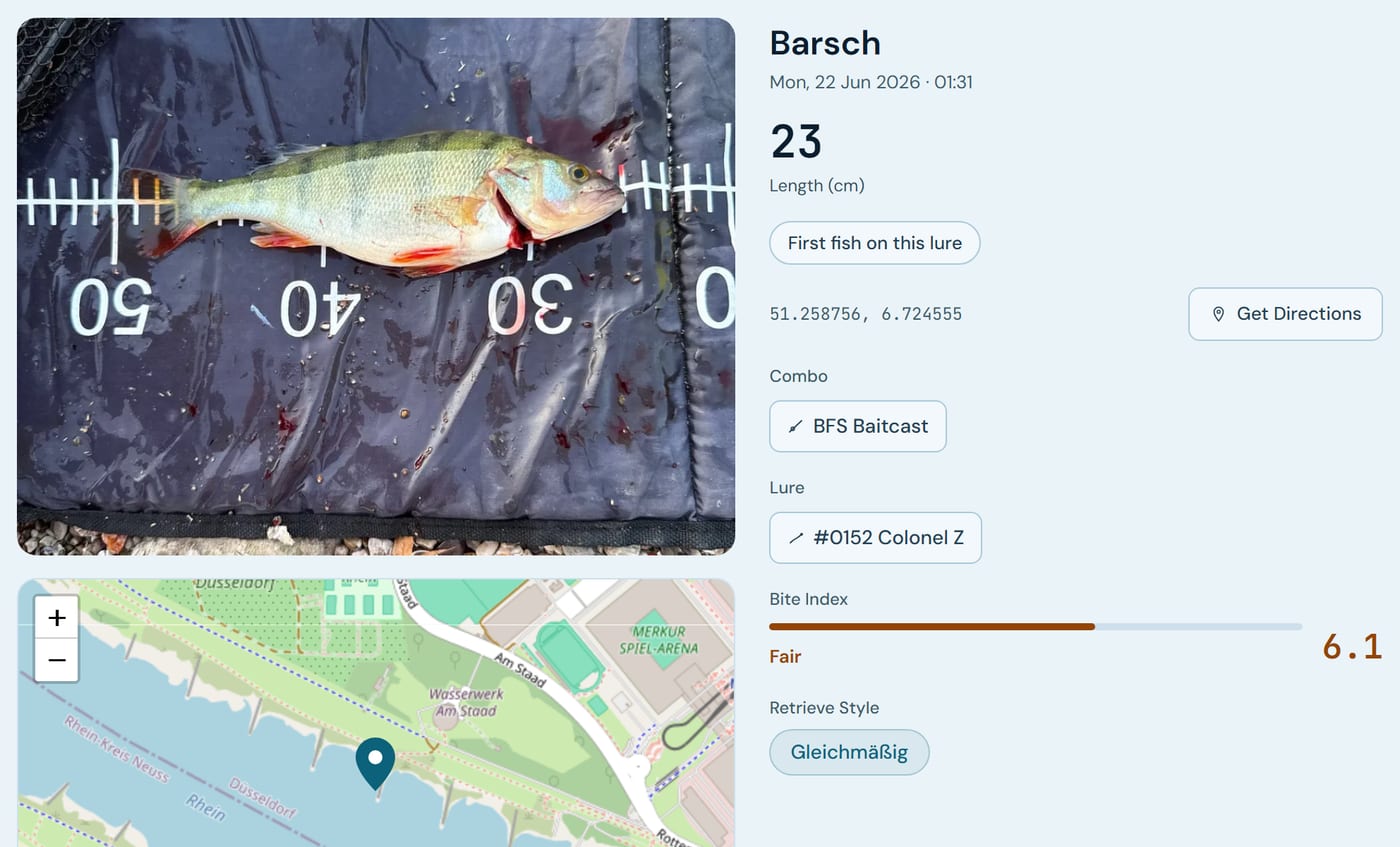 Barsch
Mon, 22 Jun 2026 · 01:31
23
Length (cm)
First fish on this lure
51.258756, 6.724555
Get Directions
Combo
BFS Baitcast
Lure
#0152 Colonel Z
Bite Index
Fair
6.1
Retrieve Style
Gleichmäßig
50
40
30
0
+
−
Düsseldorf
Staad
Am Staad
MERKUR
SPIEL-ARENA
Wasserwerk
Am Staad
Rhein-Kreis Neuss
Düsseldorf
Rhein